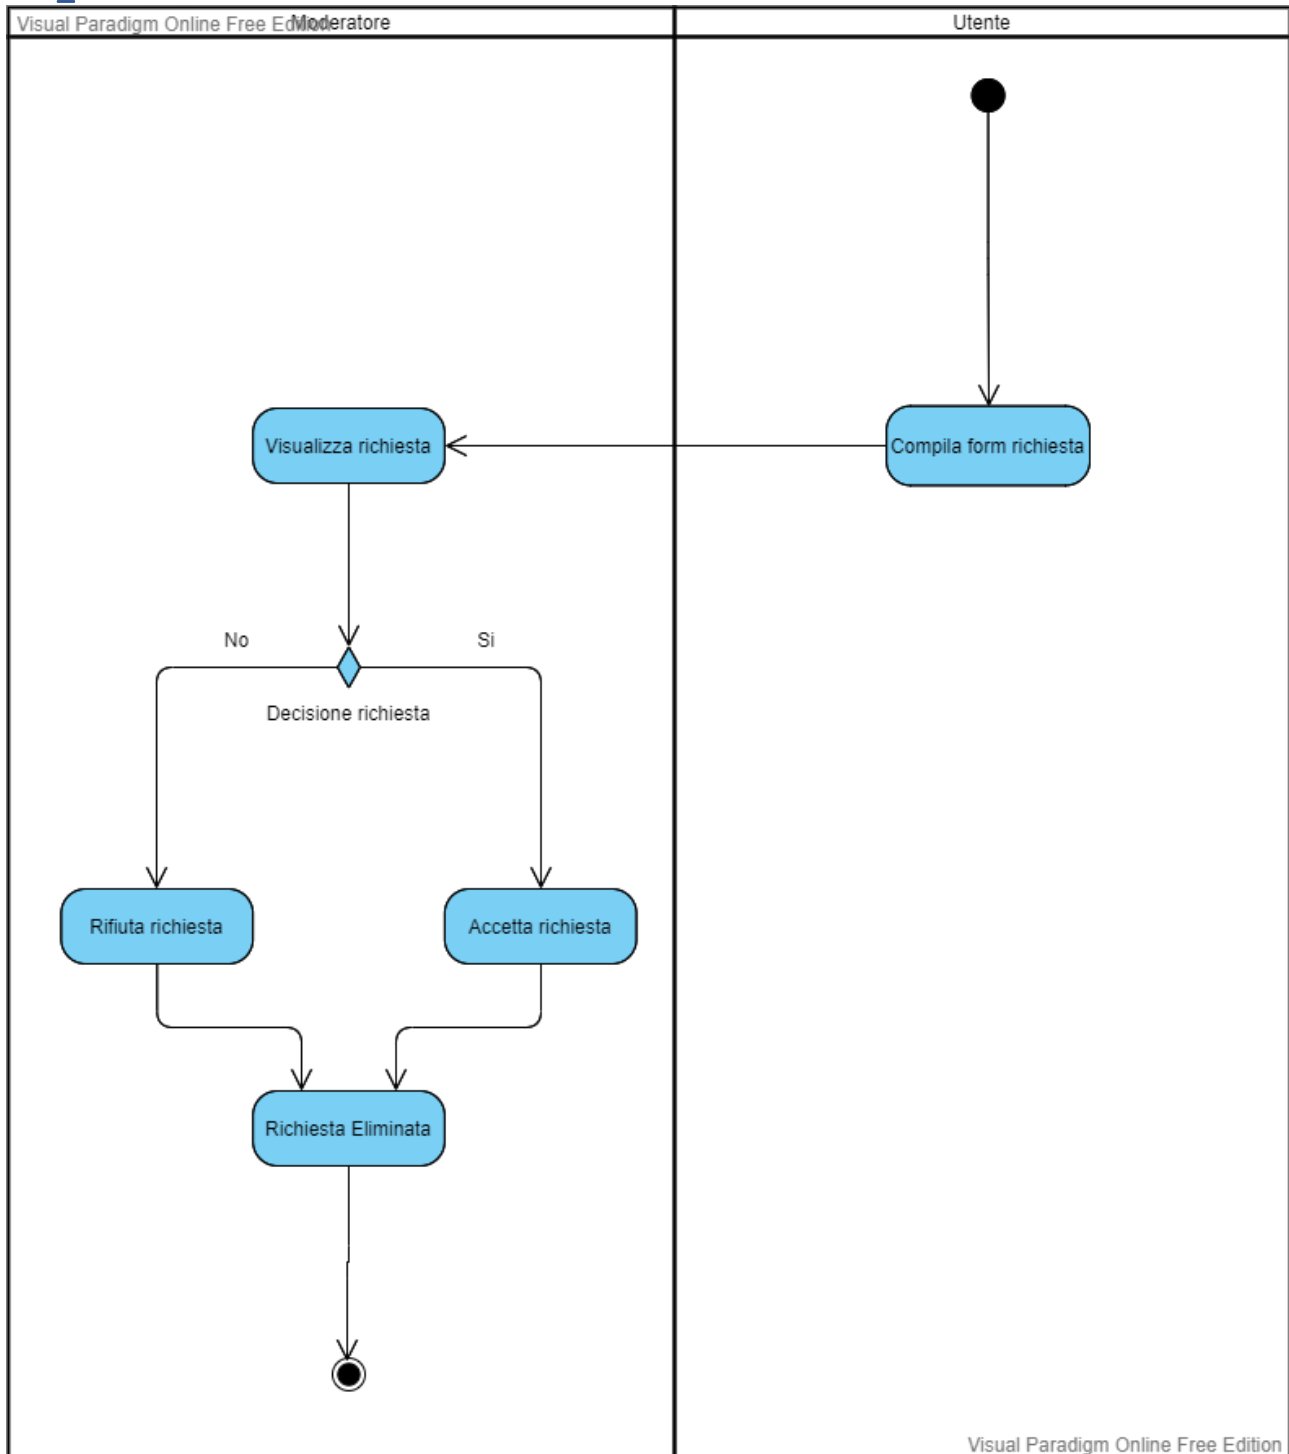 Visual Paradigm Online Free Edition
Moderatore
Utente
Visualizza richiesta
Compila form richiesta
No
Si
Decisione richiesta
Rifiuta richiesta
Accetta richiesta
Richiesta Eliminata
Visual Paradigm Online Free Edition